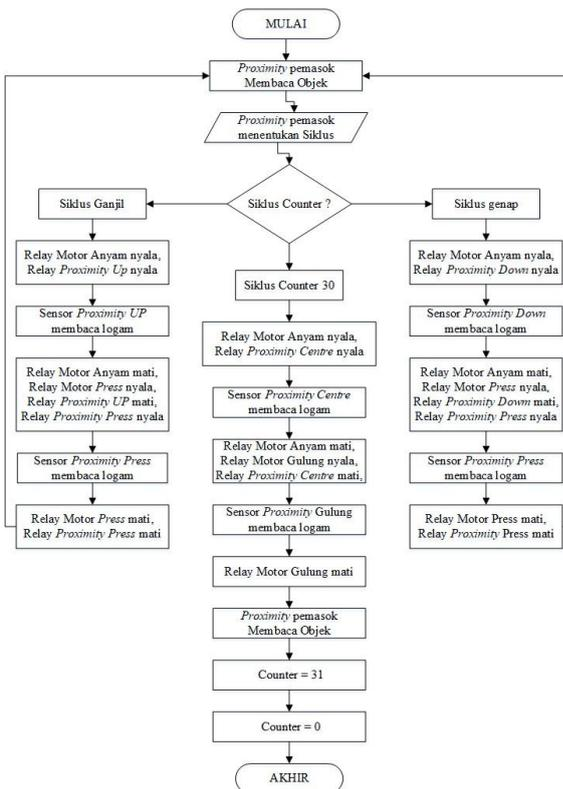 MULAI
Proximity pemasok
Membaca Objek
Proximity pemasok
menentukan Siklus
Siklus Counter ?
Siklus Ganjil
Relay Motor Anyam nyala,
Relay Proximity Up nyala
Sensor Proximity UP
membaca logam
Relay Motor Anyam mati,
Relay Motor Press nyala,
Relay Proximity UP mati,
Relay Proximity Press nyala
Sensor Proximity Press
membaca logam
Relay Motor Press mati,
Relay Proximity Press mati
Siklus Counter 30
Relay Motor Anyam nyala,
Relay Proximity Centre nyala
Sensor Proximity Centre
membaca logam
Relay Motor Anyam mati,
Relay Motor Gulung nyala,
Relay Proximity Centre mati,
Sensor Proximity Gulung
membaca logam
Relay Motor Gulung mati
Proximity pemasok
Membaca Objek
Counter = 31
Counter = 0
AKHIR
Siklus genap
Relay Motor Anyam nyala,
Relay Proximity Down nyala
Sensor Proximity Down
membaca logam
Relay Motor Anyam mati,
Relay Motor Press nyala,
Relay Proximity Down mati,
Relay Proximity Press nyala
Sensor Proximity Press
membaca logam
Relay Motor Press mati,
Relay Proximity Press mati